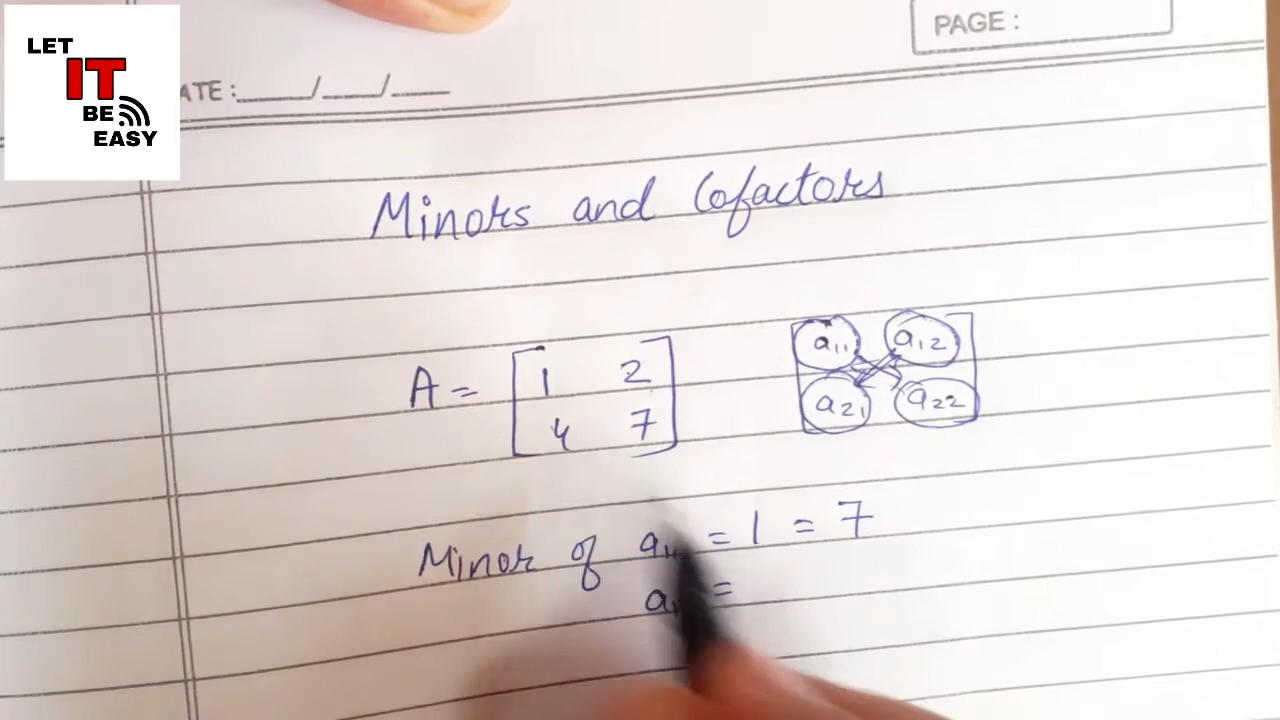 LET
IT
BE
EASY
PAGE :
ATE :___/___/___
Minors and Cofactors
A = [ 1 2
4 7 ]
[ a11 a12
a21 a22 ]
Minor of a11 = 1 = 7
=